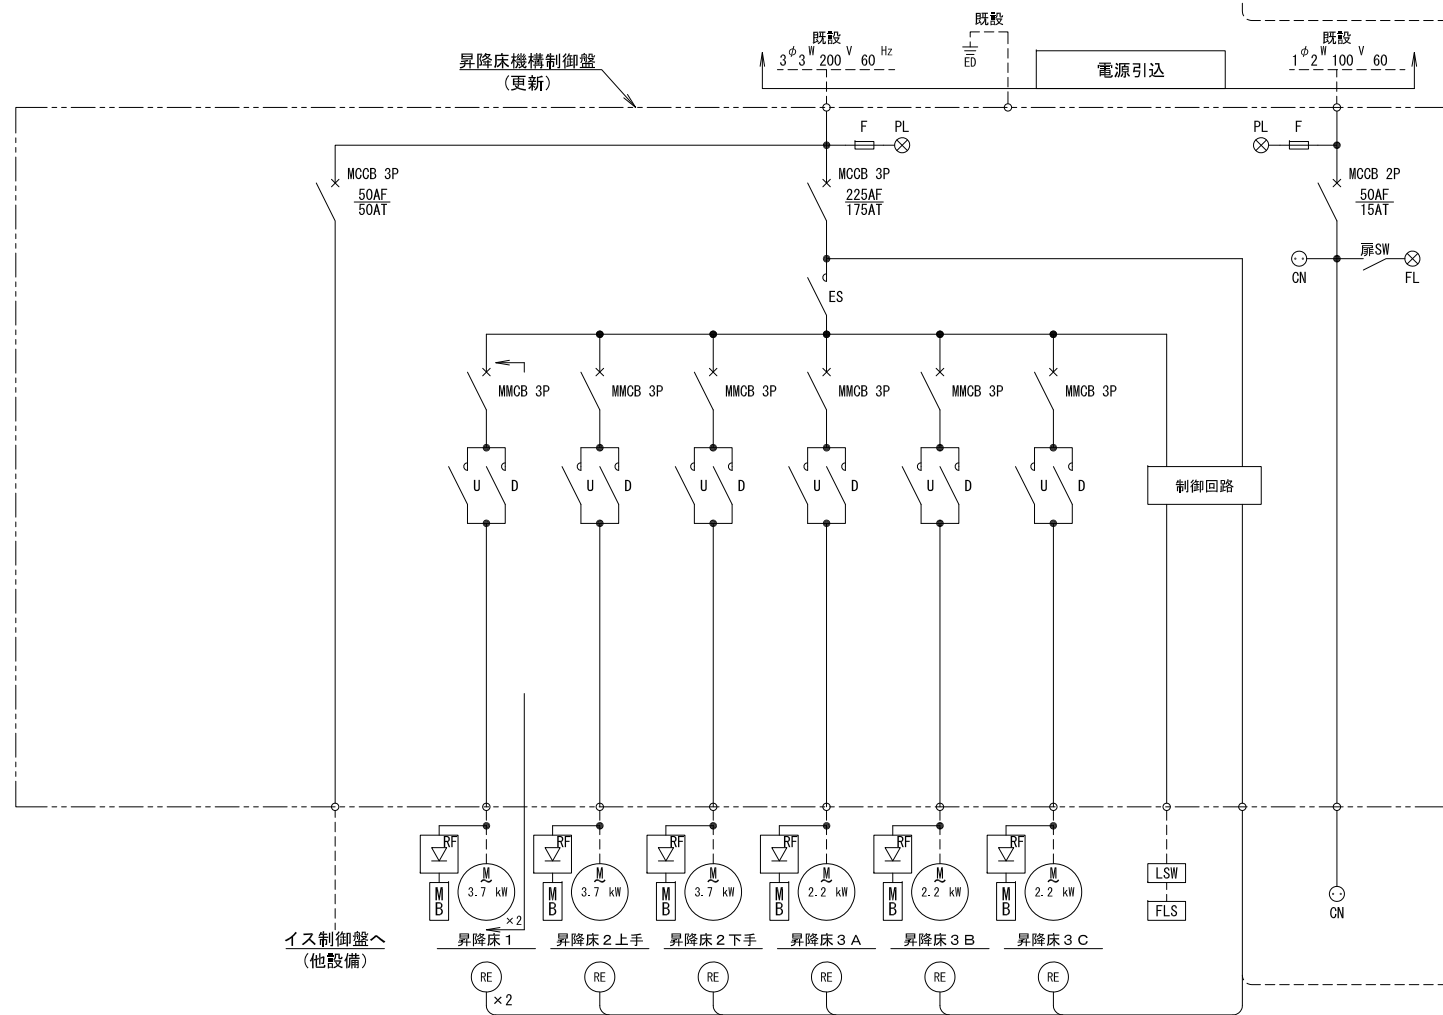 既設
既設
既設
3φ3W200V60Hz
ED
電源引込
1φ2W100V60
昇降床機構制御盤
(更新)
F
PL
PL
F
MCCB 3P
50AF
50AT
MCCB 3P
225AF
175AT
MCCB 2P
50AF
15AT
扉SW
CN
FL
ES
MMCB 3P
MMCB 3P
MMCB 3P
MMCB 3P
MMCB 3P
MMCB 3P
U D
U D
U D
U D
U D
U D
制御回路
RF
RF
RF
RF
RF
RF
M
3.7 kW
M
3.7 kW
M
3.7 kW
M
2.2 kW
M
2.2 kW
M
2.2 kW
MB
MB
MB
MB
MB
MB
LSW
FLS
CN
×2
イス制御盤へ
(他設備)
昇降床1
昇降床2上手
昇降床2下手
昇降床3A
昇降床3B
昇降床3C
RE
RE
RE
RE
RE
RE
×2